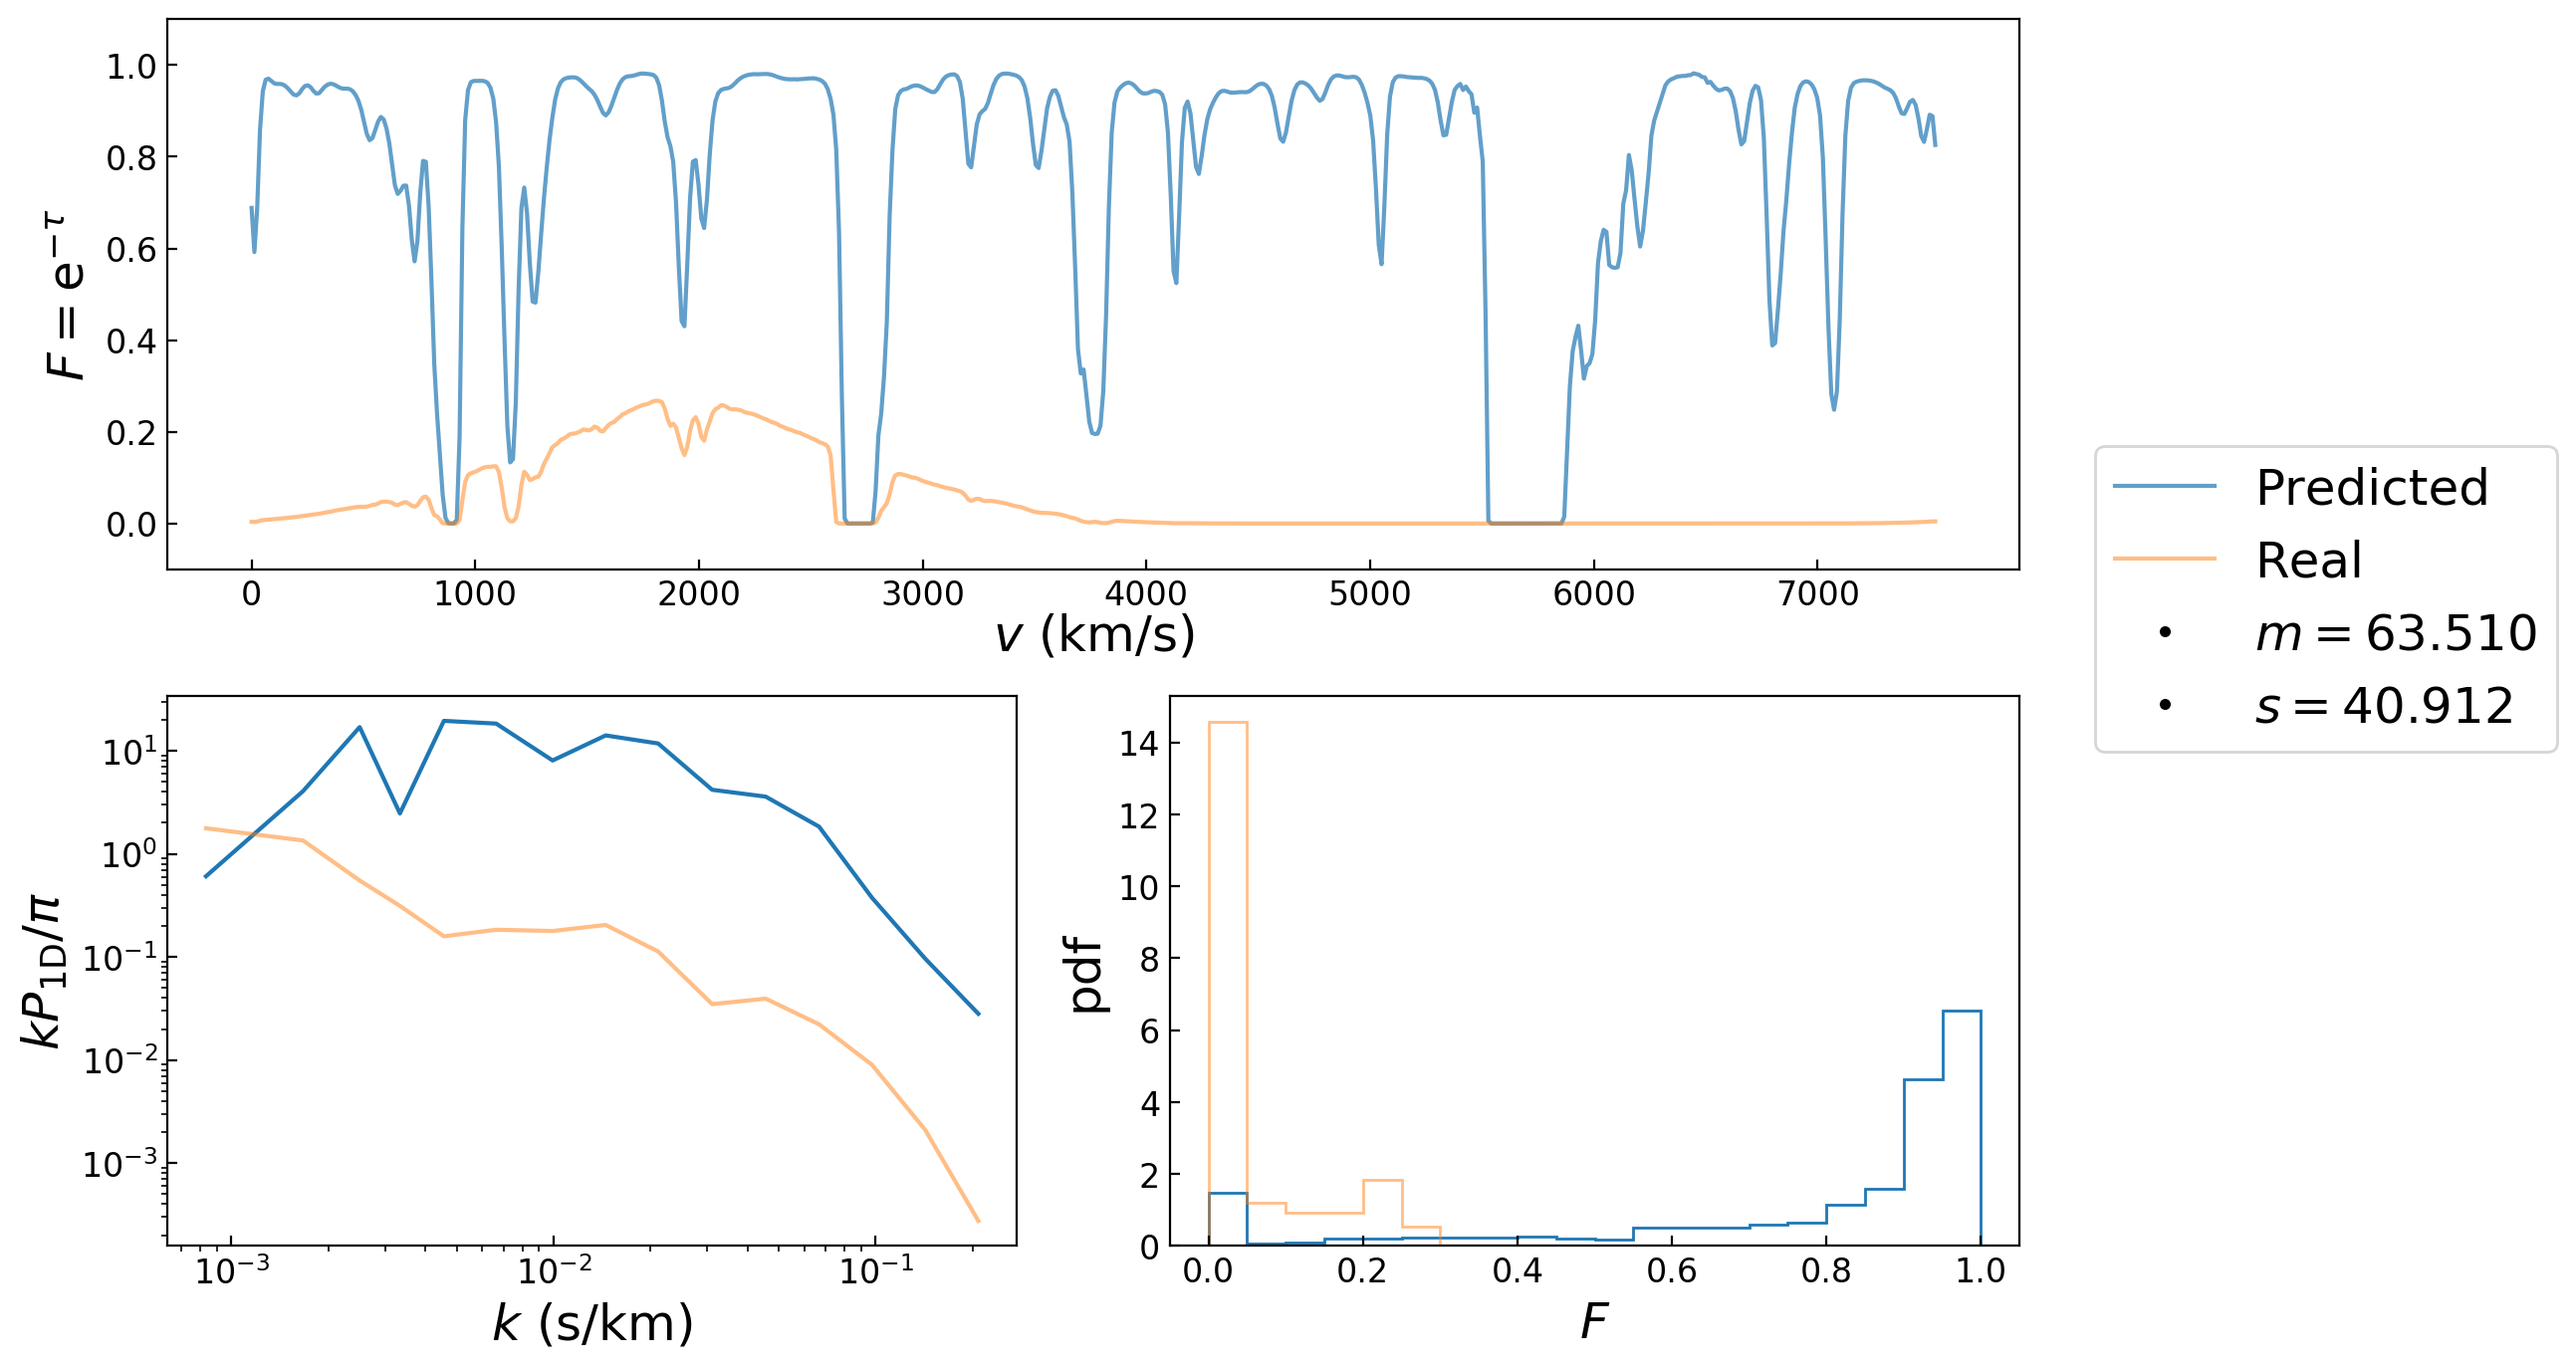 F = e^{−τ}
1.0
0.8
0.6
0.4
0.2
0.0
0 1000 2000 3000 4000 5000 6000 7000
v (km/s)
Predicted
Real
m = 63.510
s = 40.912
kP_{1D}/π
10^1
10^0
10^{−1}
10^{−2}
10^{−3}
10^{−3} 10^{−2} 10^{−1}
k (s/km)
pdf
14
12
10
8
6
4
2
0
0.0 0.2 0.4 0.6 0.8 1.0
F